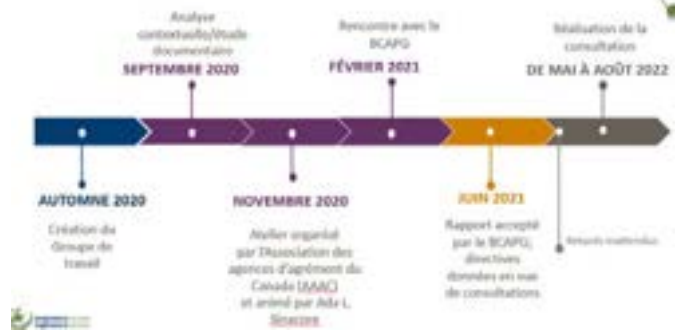 Analyse
contextuelle/étude
documentaire
SEPTEMBRE 2020
Rencontre avec le
BCAPG
FÉVRIER 2021
Réalisation de la
consultation
DE MAI À AOÛT 2022
AUTOMNE 2020
Création du
Groupe de
travail
NOVEMBRE 2020
Atelier organisé
par l'Association des
agences d'agrément du
Canada (AAAC)
et animé par Ada L.
Sinacore
JUIN 2021
Rapport accepté
par le BCAPG;
directives
données en vue
de consultations
Retards inattendus